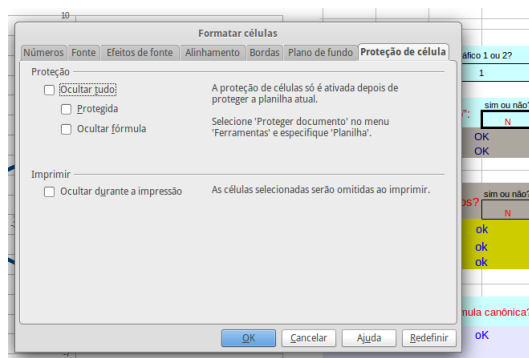 10
Formatar células
Números Fonte Efeitos de fonte Alinhamento Bordas Plano de fundo Proteção de célula
Proteção
Ocultar tudo
Protegida
Ocultar fórmula
A proteção de células só é ativada depois de
proteger a planilha atual.
Selecione 'Proteger documento' no menu
'Ferramentas' e especifique 'Planilha'.
Imprimir
Ocultar durante a impressão
As células selecionadas serão omitidas ao imprimir.
OK Cancelar Ajuda Redefinir
áfico 1 ou 2?
1
sim ou não?
":
N
OK
OK
sim ou não?
os?
N
ok
ok
ok
mula canônica?
oK